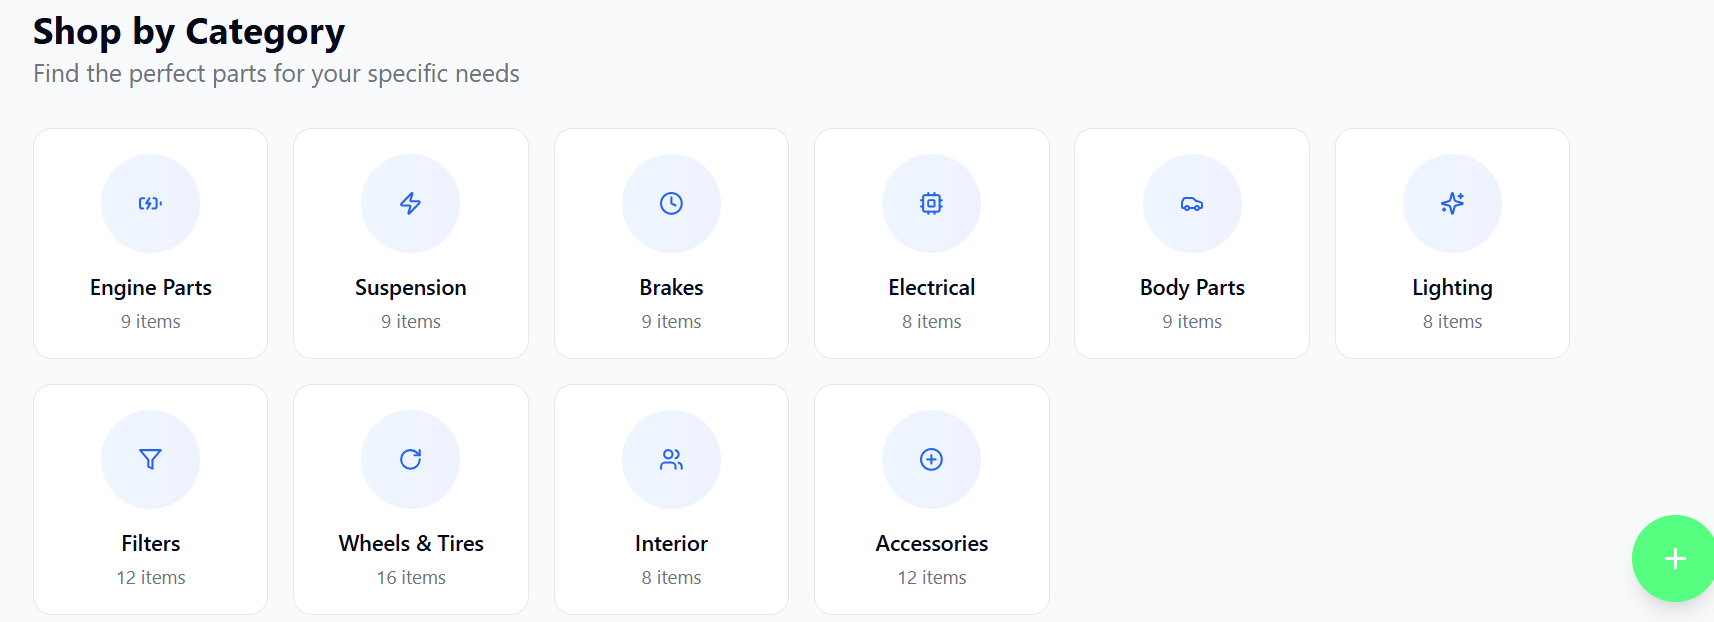 Shop by Category
Find the perfect parts for your specific needs
Engine Parts
9 items
Suspension
9 items
Brakes
9 items
Electrical
8 items
Body Parts
9 items
Lighting
8 items
Filters
12 items
Wheels & Tires
16 items
Interior
8 items
Accessories
12 items